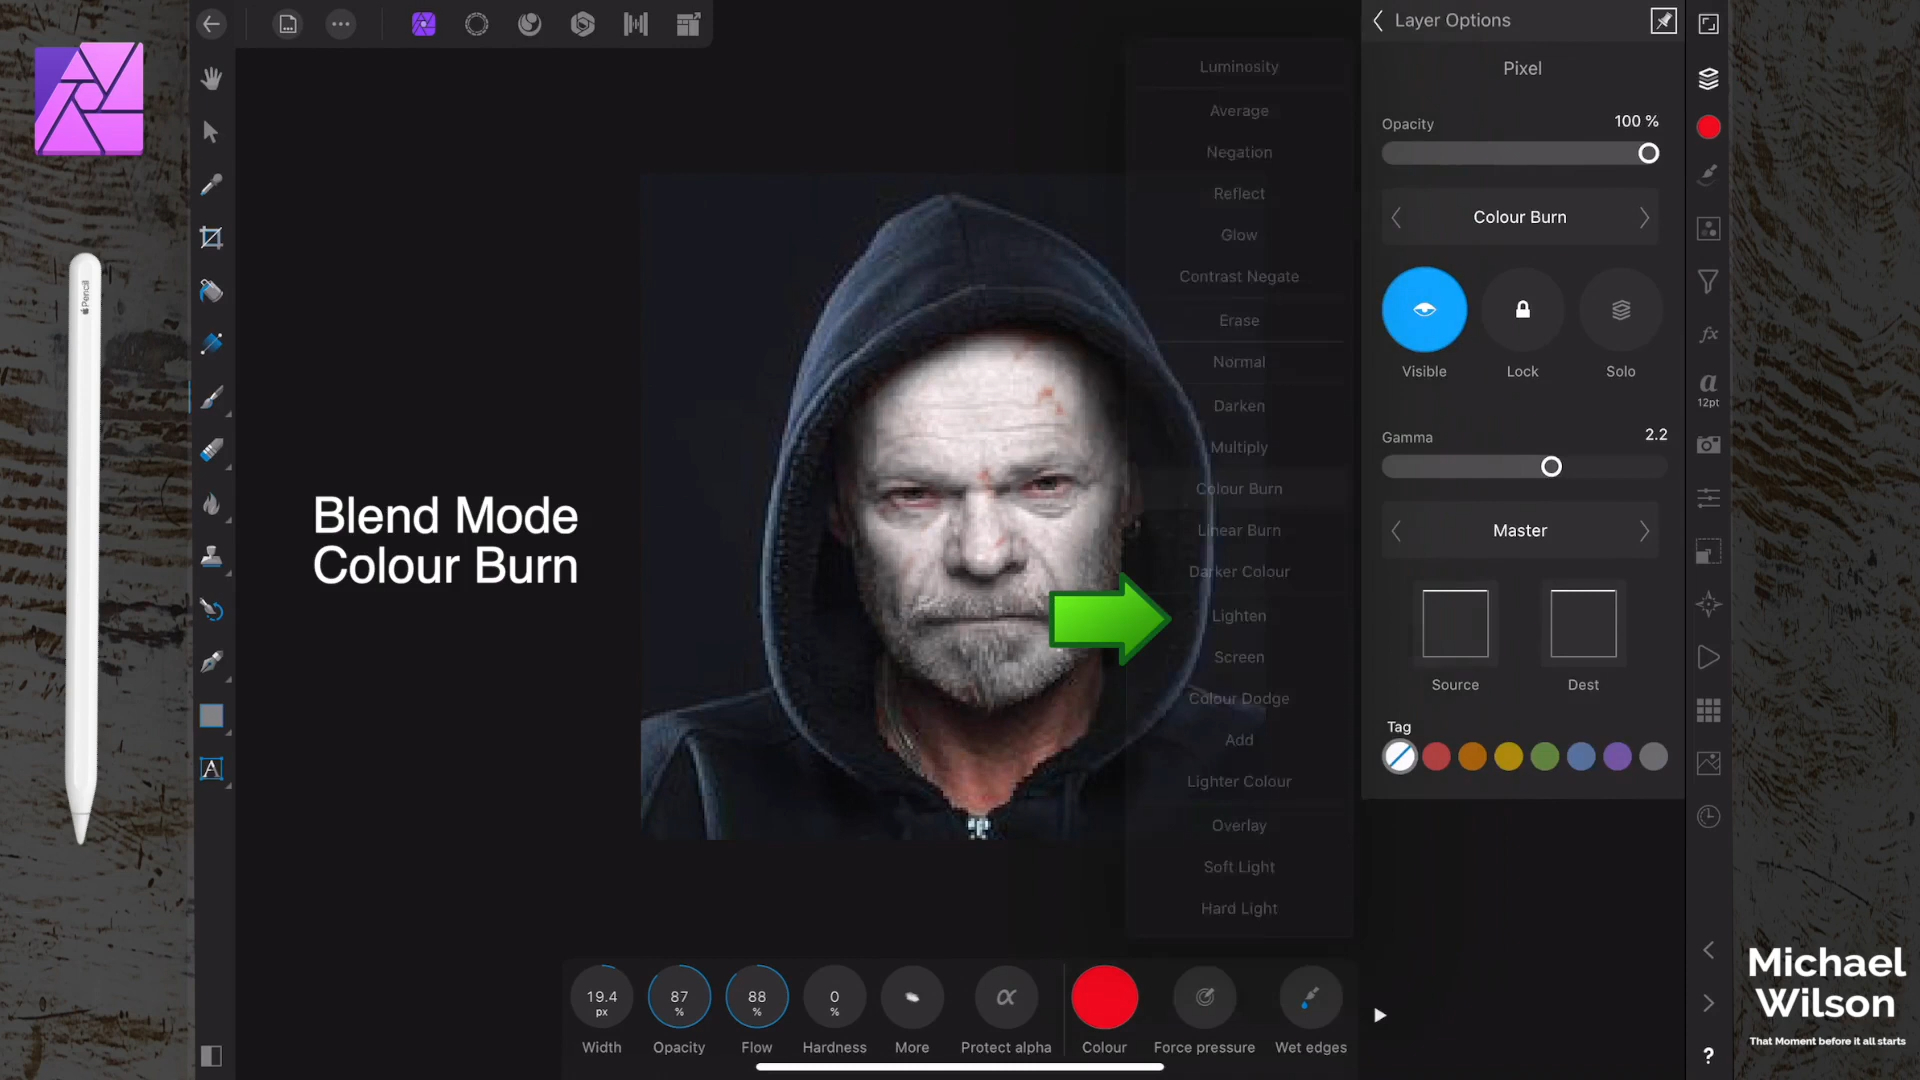 Pencil
Blend Mode
Colour Burn
Luminosity
Average
Negation
Reflect
Glow
Contrast Negate
Erase
Normal
Darken
Multiply
Colour Burn
Linear Burn
Darker Colour
Lighten
Screen
Colour Dodge
Add
Lighter Colour
Overlay
Soft Light
Hard Light
Layer Options
Pixel
Opacity
100 %
Colour Burn
Visible
Lock
Solo
Gamma
2.2
Master
Source
Dest
Tag
a
12pt
fx
A
19.4
px
Width
87
%
Opacity
88
%
Flow
0
%
Hardness
More
α
Protect alpha
Colour
Force pressure
Wet edges
?
Michael
Wilson
That Moment before it all starts